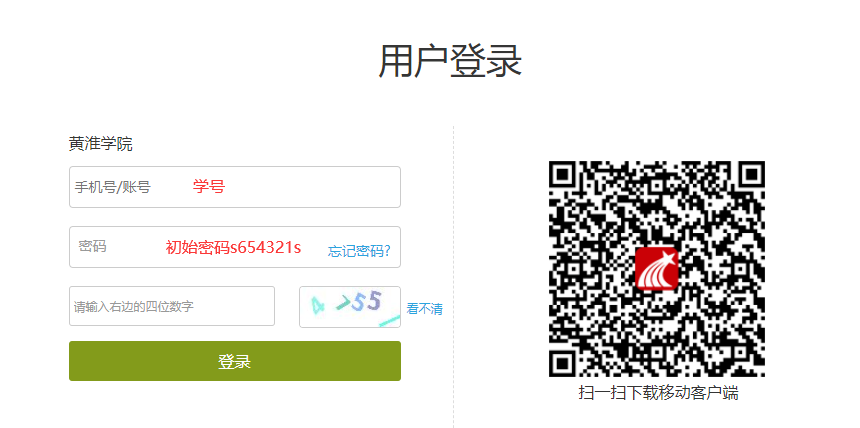 用户登录
黄淮学院
手机号/账号 学号
密码 初始密码s654321s 忘记密码?
请输入右边的四位数字 看不清
登录
扫一扫下载移动客户端